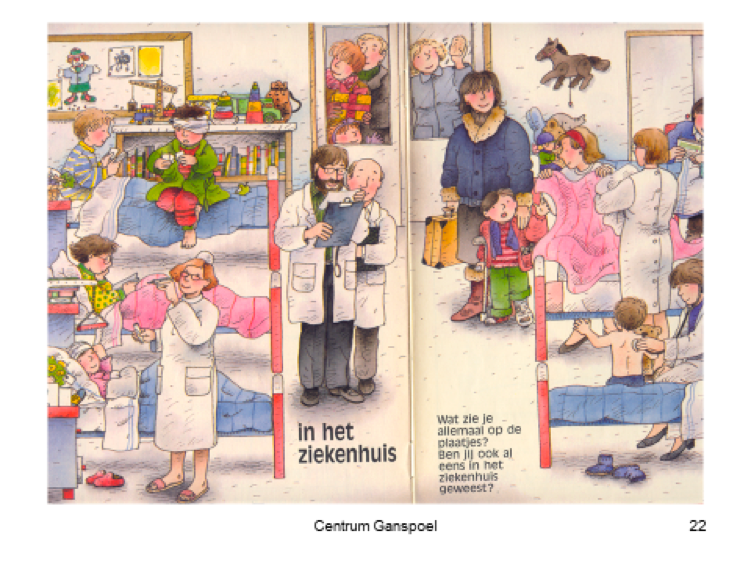 in het
ziekenhuis
Wat zie je
allemaal op de
plaatjes?
Ben jij ook al
eens in het
ziekenhuis
geweest?
Centrum Ganspoel
22